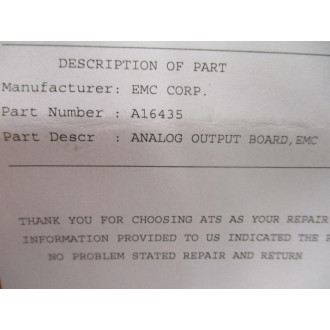 DESCRIPTION OF PART
Manufacturer: EMC CORP.
Part Number : A16435
Part Descr : ANALOG OUTPUT BOARD,EMC
THANK YOU FOR CHOOSING ATS AS YOUR REPAIR
INFORMATION PROVIDED TO US INDICATED THE
NO PROBLEM STATED REPAIR AND RETURN